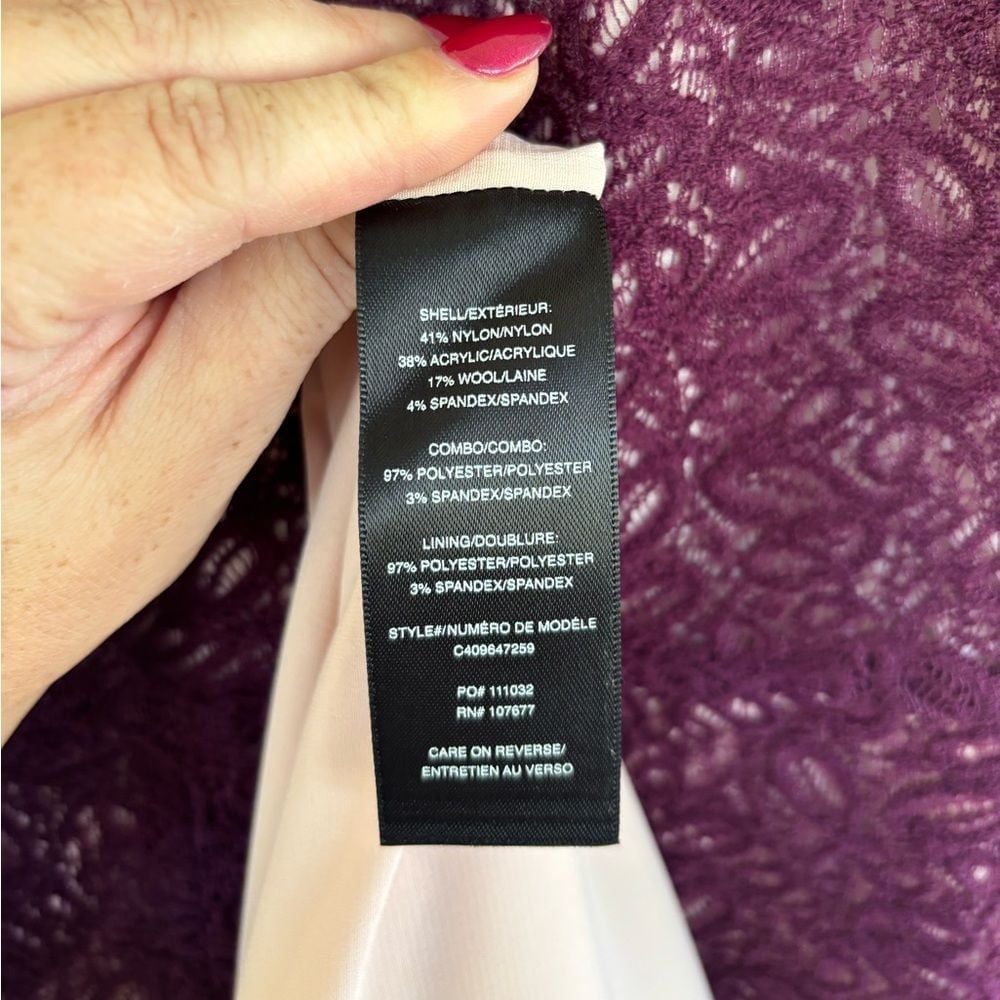 SHELL/EXTÉRIEUR:
41% NYLON/NYLON
38% ACRYLIC/ACRYLIQUE
17% WOOL/LAINE
4% SPANDEX/SPANDEX
COMBO/COMBO:
97% POLYESTER/POLYESTER
3% SPANDEX/SPANDEX
LINING/DOUBLURE:
97% POLYESTER/POLYESTER
3% SPANDEX/SPANDEX
STYLE#/NUMÉRO DE MODÈLE
C409647259
PO# 111032
RN# 107677
CARE ON REVERSE/
ENTRETIEN AU VERSO